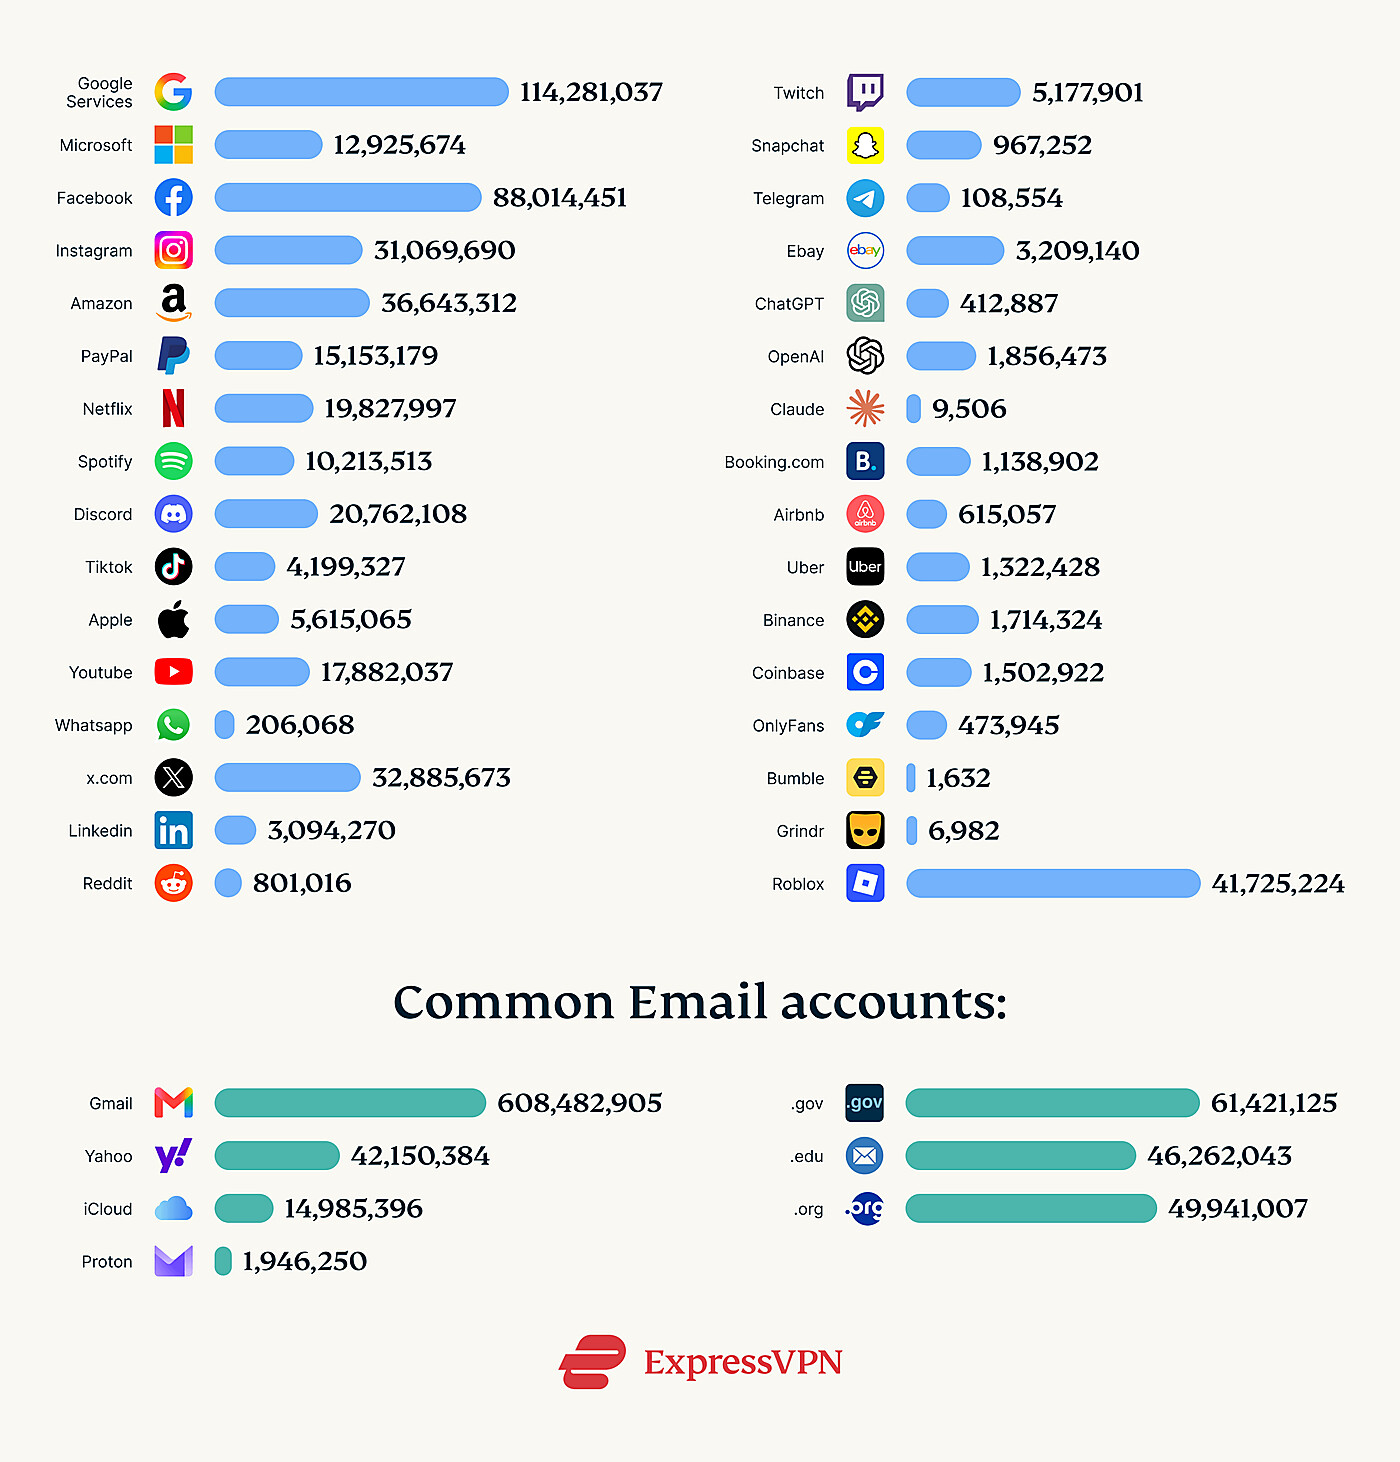 Google
Services
114,281,037
Microsoft
12,925,674
Facebook
88,014,451
Instagram
31,069,690
Amazon
a
36,643,312
PayPal
15,153,179
Netflix
19,827,997
Spotify
10,213,513
Discord
20,762,108
Tiktok
4,199,327
Apple
5,615,065
Youtube
17,882,037
Whatsapp
206,068
x.com
32,885,673
Linkedin
in
3,094,270
Reddit
801,016
Twitch
5,177,901
Snapchat
967,252
Telegram
108,554
Ebay
ebay
3,209,140
ChatGPT
412,887
OpenAI
1,856,473
Claude
9,506
Booking.com
B.
1,138,902
Airbnb
airbnb
615,057
Uber
Uber
1,322,428
Binance
1,714,324
Coinbase
1,502,922
OnlyFans
473,945
Bumble
1,632
Grindr
6,982
Roblox
41,725,224
Common Email accounts:
Gmail
608,482,905
Yahoo
y!
42,150,384
iCloud
14,985,396
Proton
1,946,250
.gov
.gov
61,421,125
.edu
46,262,043
.org
.org
49,941,007
ExpressVPN